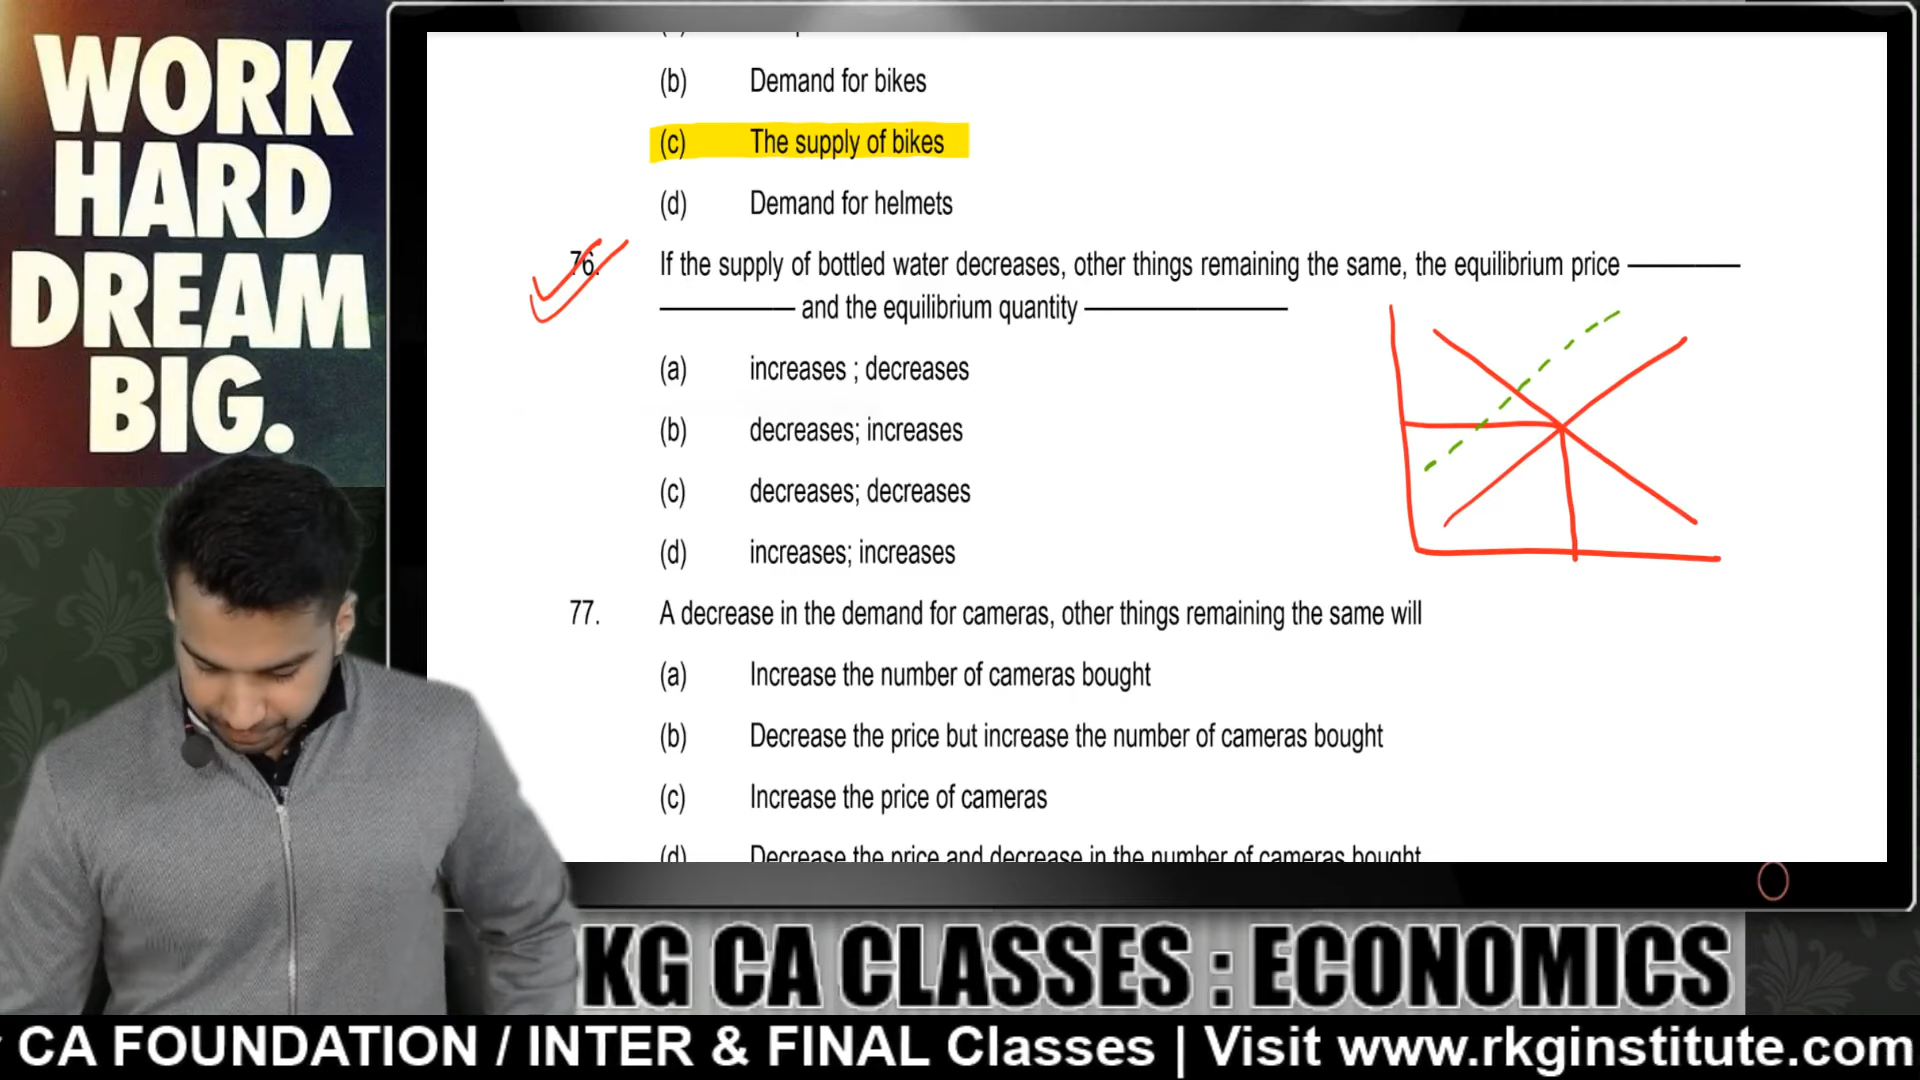 WORK
HARD
DREAM
BIG.
(b) Demand for bikes
(c) The supply of bikes
(d) Demand for helmets
76. If the supply of bottled water decreases, other things remaining the same, the equilibrium price
and the equilibrium quantity
(a) increases ; decreases
(b) decreases; increases
(c) decreases; decreases
(d) increases; increases
77. A decrease in the demand for cameras, other things remaining the same will
(a) Increase the number of cameras bought
(b) Decrease the price but increase the number of cameras bought
(c) Increase the price of cameras
(d) Decrease the price and decrease in the number of cameras bought
KG CA CLASSES : ECONOMICS
CA FOUNDATION / INTER & FINAL Classes | Visit www.rkginstitute.com